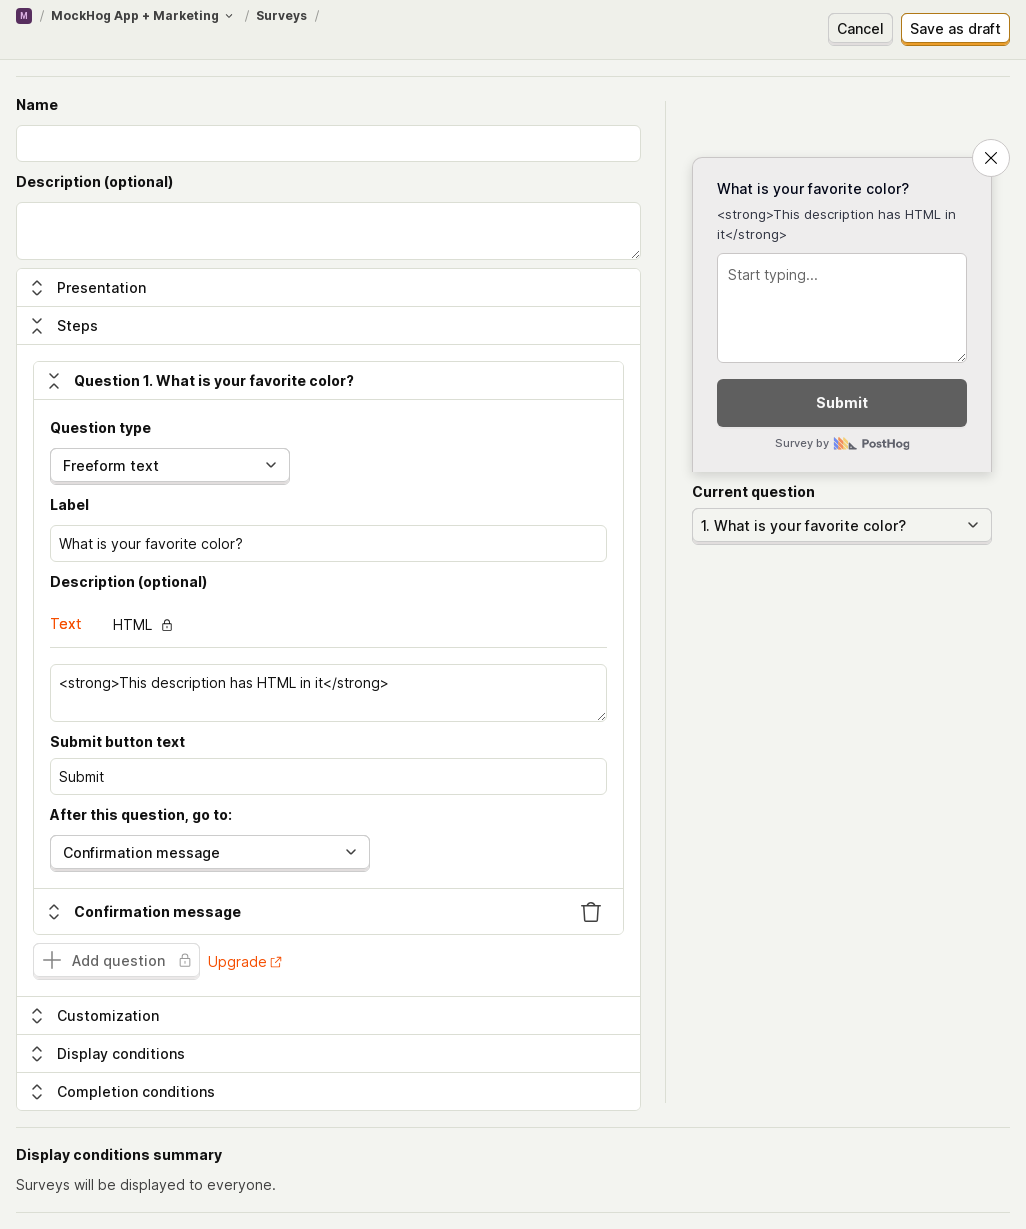 M / MockHog App + Marketing / Surveys /
Cancel
Save as draft
Name
Description (optional)
Presentation
Steps
Question 1. What is your favorite color?
Question type
Freeform text
Label
What is your favorite color?
Description (optional)
Text
HTML
<strong>This description has HTML in it</strong>
Submit button text
Submit
After this question, go to:
Confirmation message
Confirmation message
Add question
Upgrade
Customization
Display conditions
Completion conditions
What is your favorite color?
<strong>This description has HTML in
it</strong>
Start typing...
Submit
Survey by PostHog
Current question
1. What is your favorite color?
Display conditions summary
Surveys will be displayed to everyone.